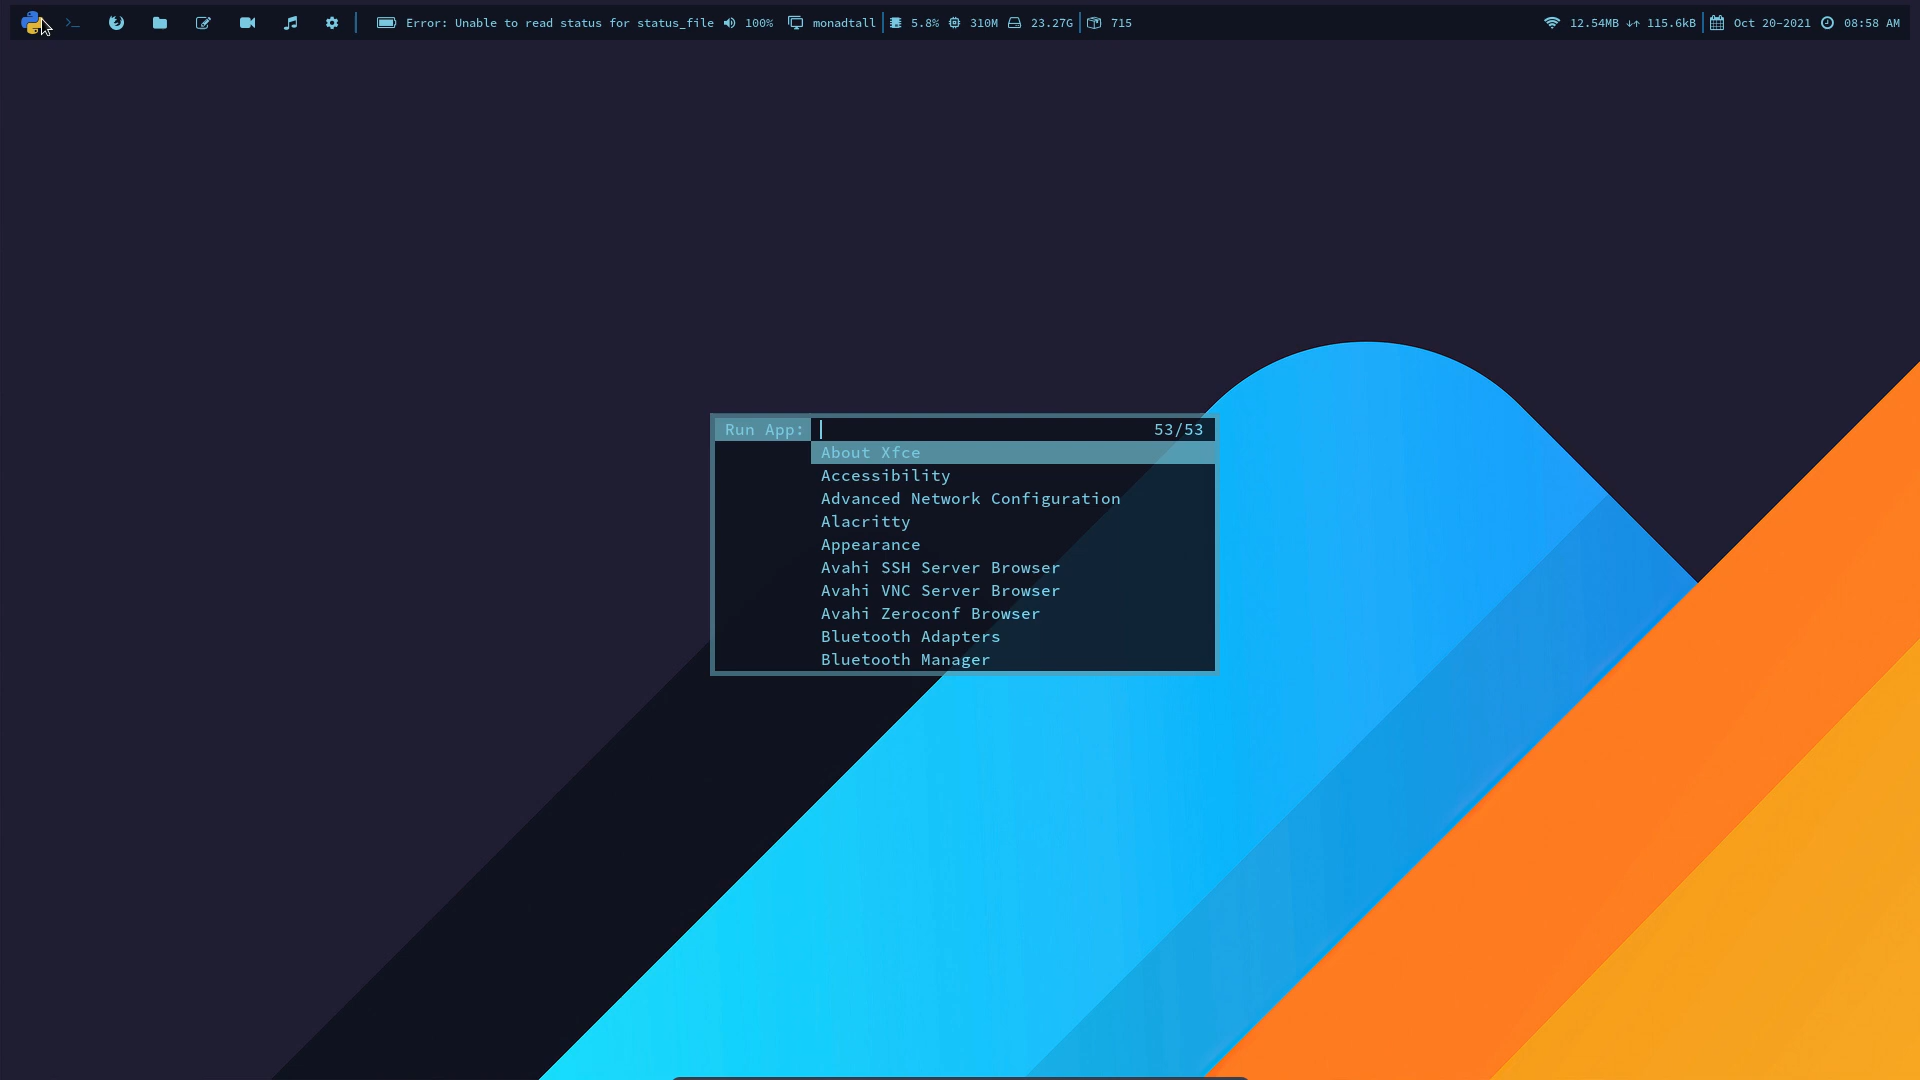 >_ Error: Unable to read status for status_file 100% monadtall 5.8% 310M 23.27G 715 12.54MB ↓↑ 115.6kB Oct 20-2021 08:58 AM
Run App: 53/53
About Xfce
Accessibility
Advanced Network Configuration
Alacritty
Appearance
Avahi SSH Server Browser
Avahi VNC Server Browser
Avahi Zeroconf Browser
Bluetooth Adapters
Bluetooth Manager